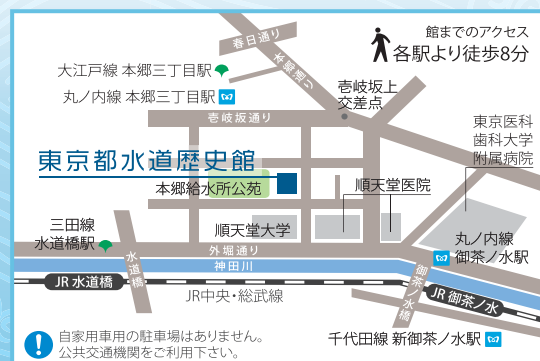 春日通り
本郷通り
館までのアクセス
各駅より徒歩8分
大江戸線 本郷三丁目駅
丸ノ内線 本郷三丁目駅
壱岐坂上
交差点
壱岐坂通り
東京医科
歯科大学
附属病院
東京都水道歴史館
本郷給水所公苑
順天堂医院
三田線
水道橋駅
順天堂大学
丸ノ内線
御茶ノ水駅
外堀通り
水道橋
神田川
御茶ノ水橋
JR 水道橋
JR中央・総武線
JR 御茶ノ水
自家用車用の駐車場はありません。
公共交通機関をご利用下さい。
千代田線 新御茶ノ水駅